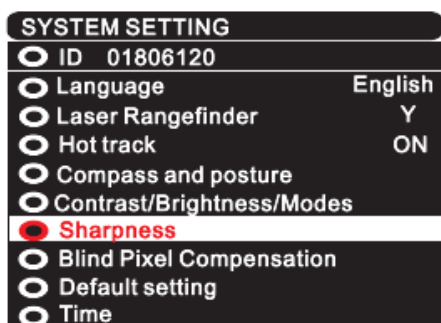 SYSTEM SETTING
ID 01806120
Language English
Laser Rangefinder Y
Hot track ON
Compass and posture
Contrast/Brightness/Modes
Sharpness
Blind Pixel Compensation
Default setting
Time